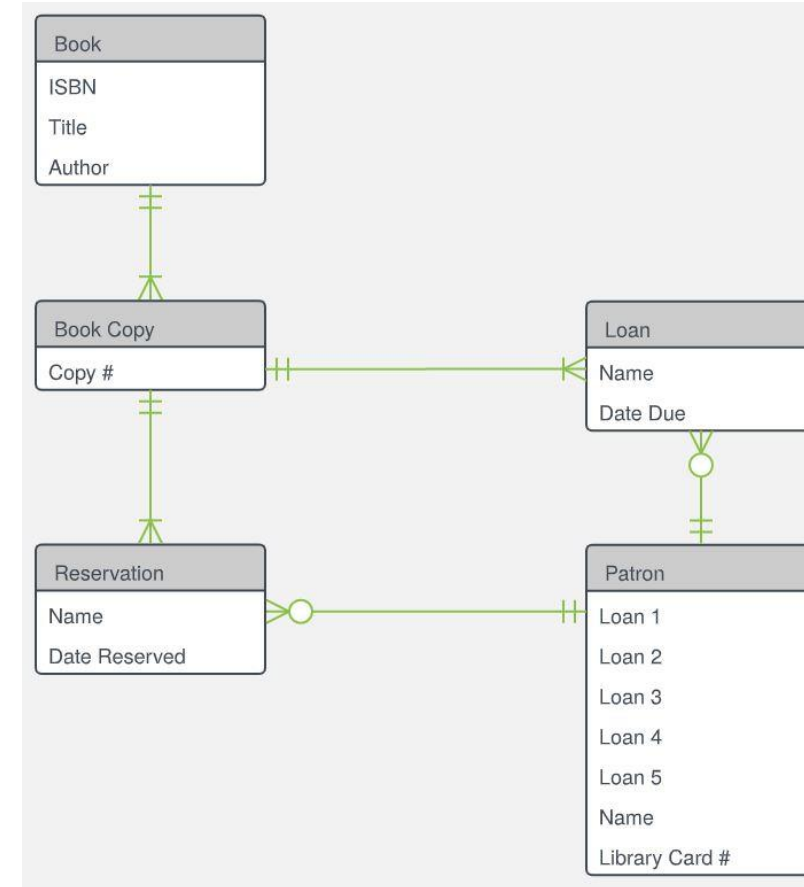 Book
ISBN
Title
Author
Book Copy
Copy #
Loan
Name
Date Due
Reservation
Name
Date Reserved
Patron
Loan 1
Loan 2
Loan 3
Loan 4
Loan 5
Name
Library Card #